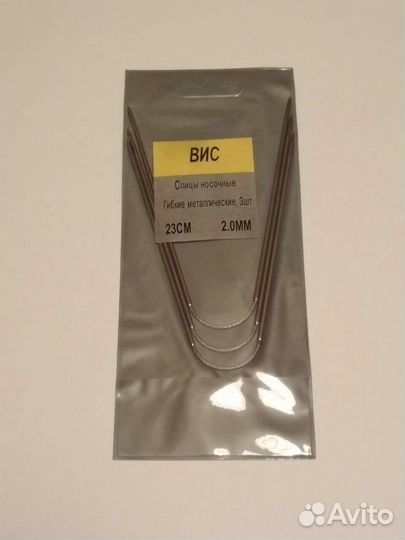 ВИС
Спицы носочные
Гибкие металлические, 3шт
23СМ 2.0ММ
Avito